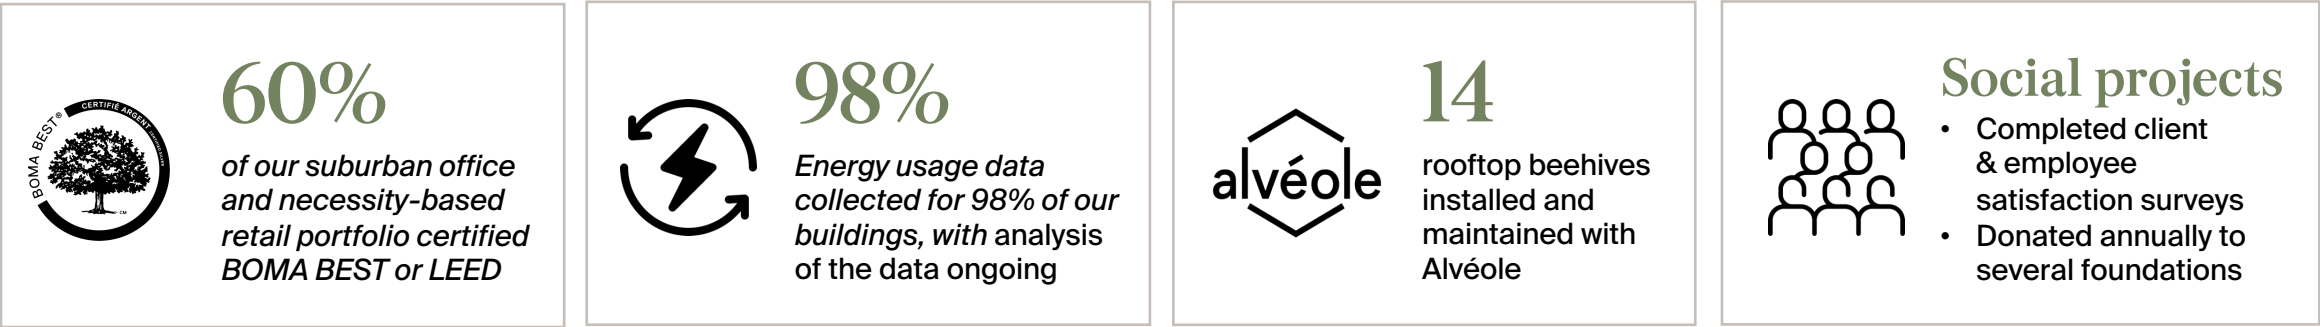 BOMA BEST®
CERTIFIÉ ARGENT
CM
60%
of our suburban office
and necessity-based
retail portfolio certified
BOMA BEST or LEED
98%
Energy usage data
collected for 98% of our
buildings, with analysis
of the data ongoing
alvéole
14
rooftop beehives
installed and
maintained with
Alvéole
Social projects
• Completed client
& employee
satisfaction surveys
• Donated annually to
several foundations